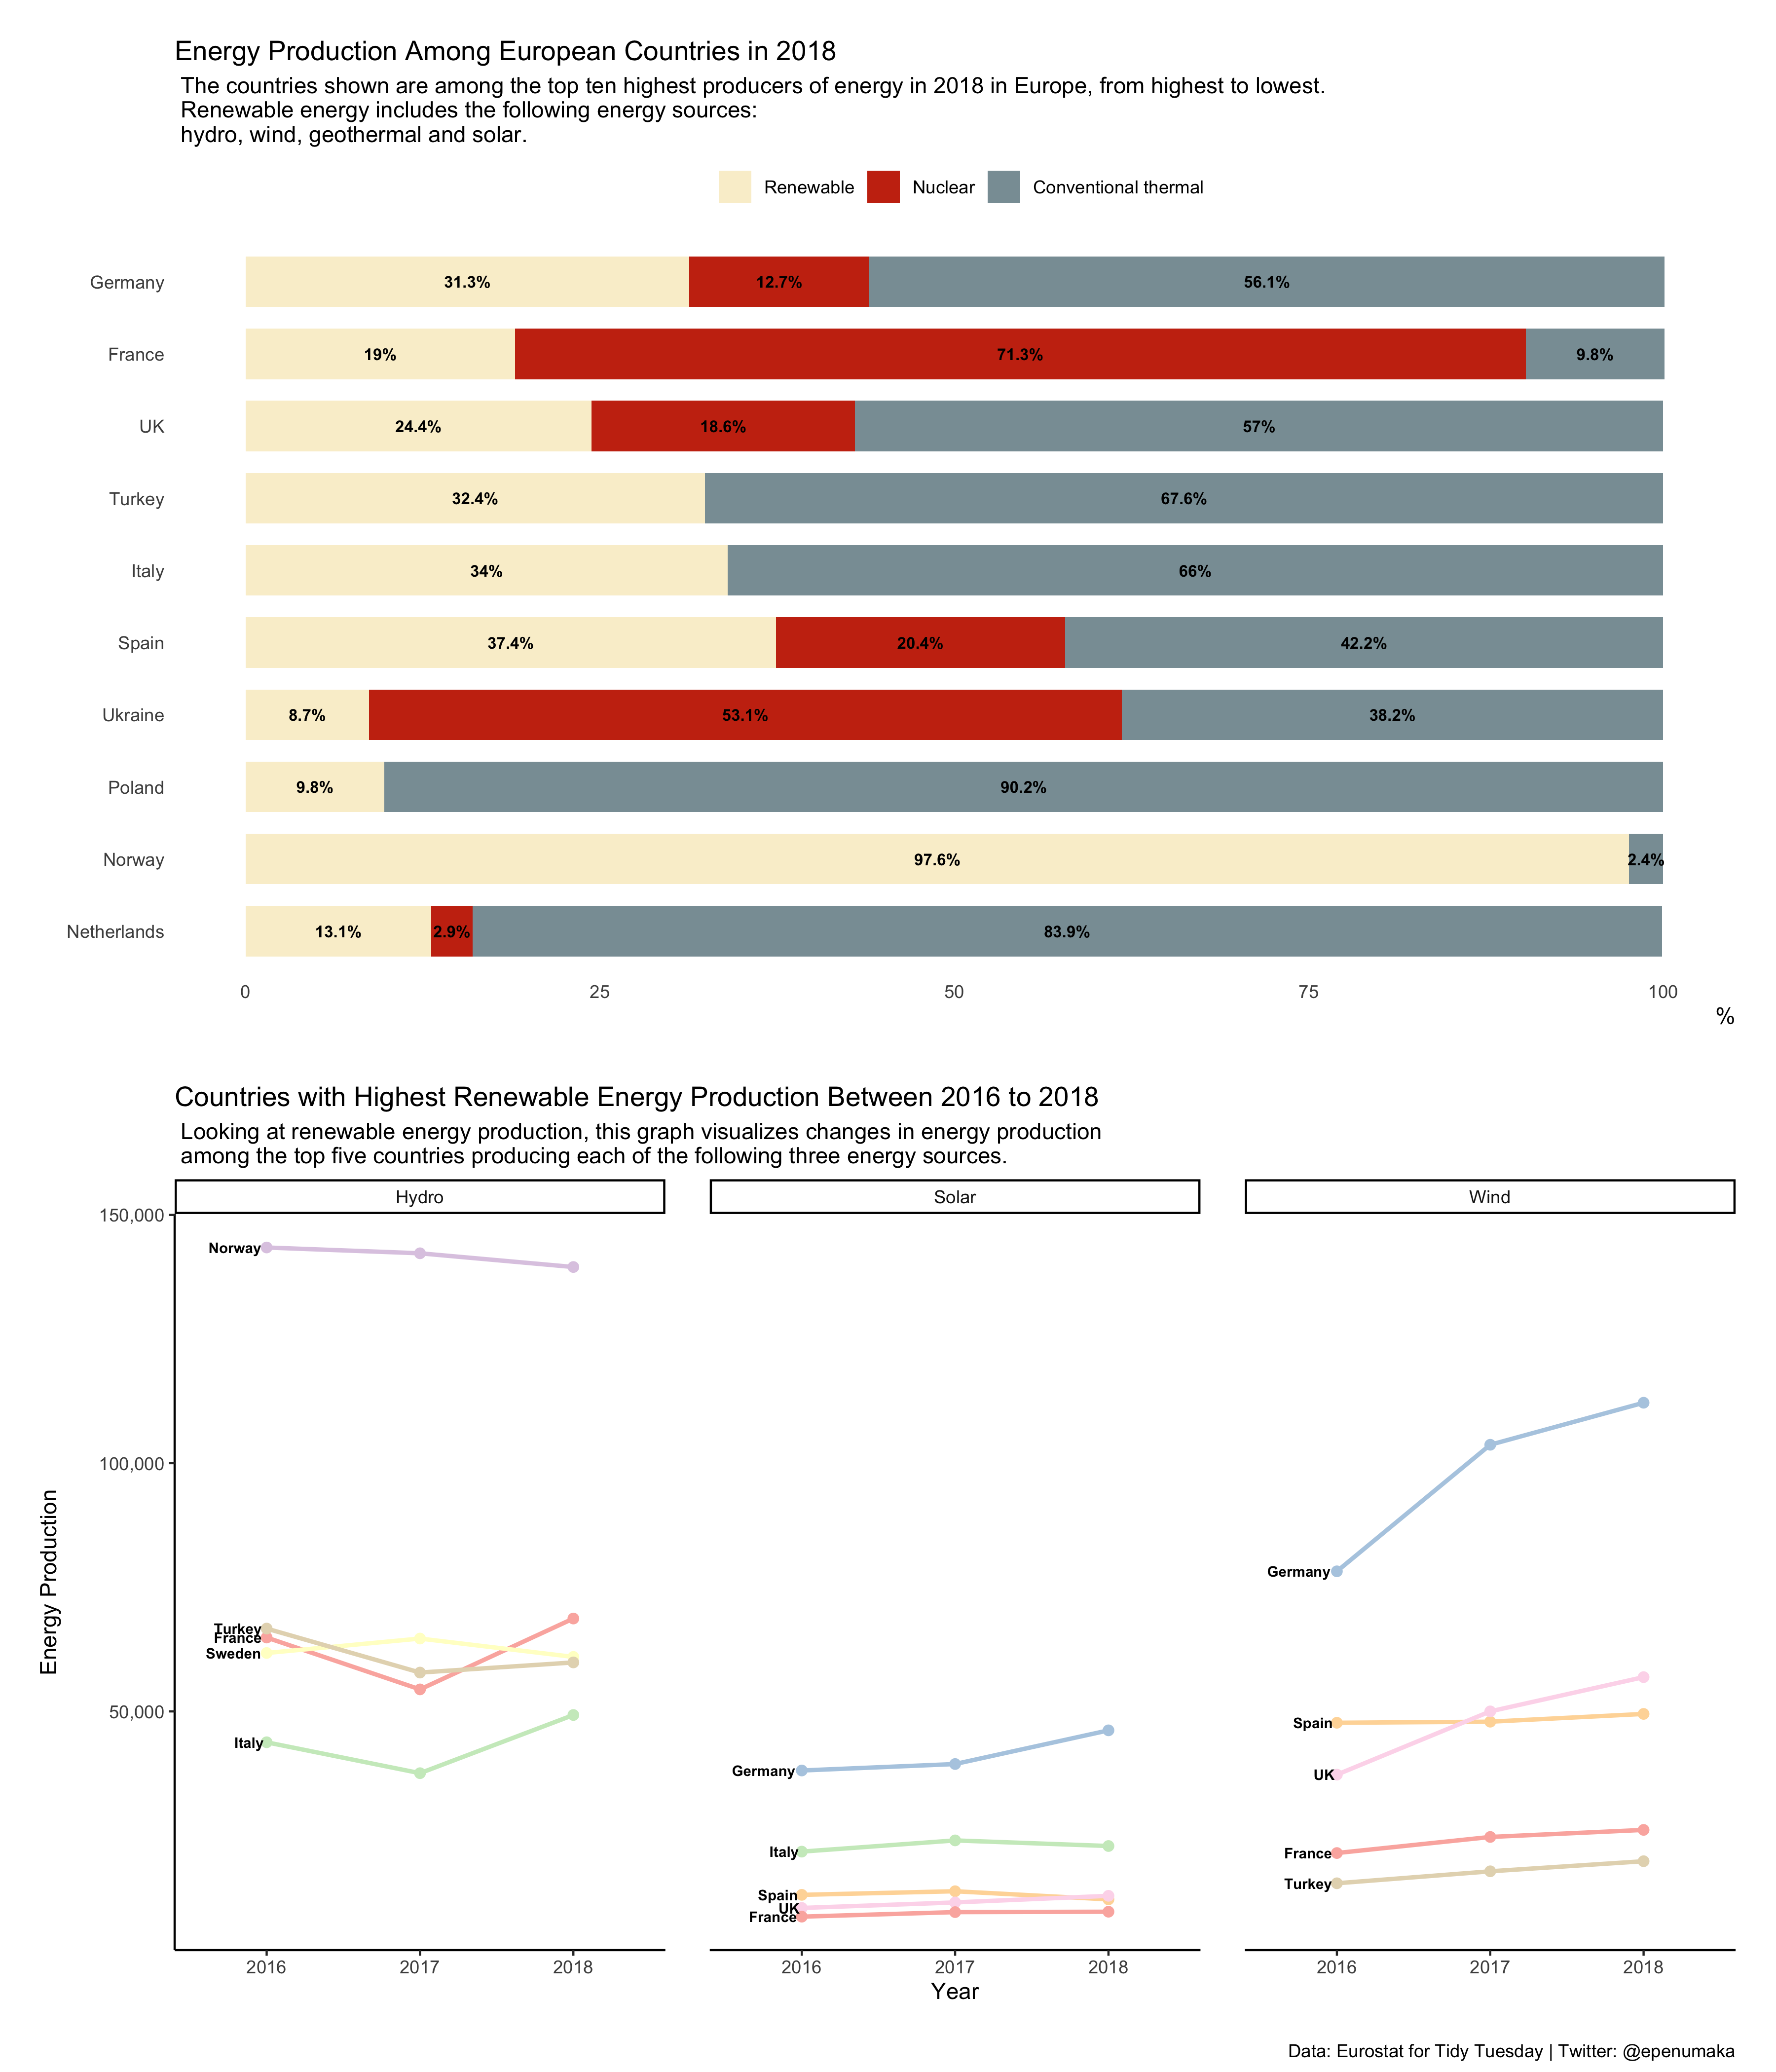 Energy Production Among European Countries in 2018
The countries shown are among the top ten highest producers of energy in 2018 in Europe, from highest to lowest.
Renewable energy includes the following energy sources:
hydro, wind, geothermal and solar.
Renewable Nuclear Conventional thermal
Germany 31.3% 12.7% 56.1%
France 19% 71.3% 9.8%
UK 24.4% 18.6% 57%
Turkey 32.4% 67.6%
Italy 34% 66%
Spain 37.4% 20.4% 42.2%
Ukraine 8.7% 53.1% 38.2%
Poland 9.8% 90.2%
Norway 97.6% 2.4%
Netherlands 13.1% 2.9% 83.9%
0 25 50 75 100
%
Countries with Highest Renewable Energy Production Between 2016 to 2018
Looking at renewable energy production, this graph visualizes changes in energy production
among the top five countries producing each of the following three energy sources.
Hydro Solar Wind
Energy Production
150,000
100,000
50,000
Norway
Turkey
France
Sweden
Italy
Germany
Italy
Spain
UK
France
Germany
Spain
UK
France
Turkey
2016 2017 2018 2016 2017 2018 2016 2017 2018
Year
Data: Eurostat for Tidy Tuesday | Twitter: @epenumaka